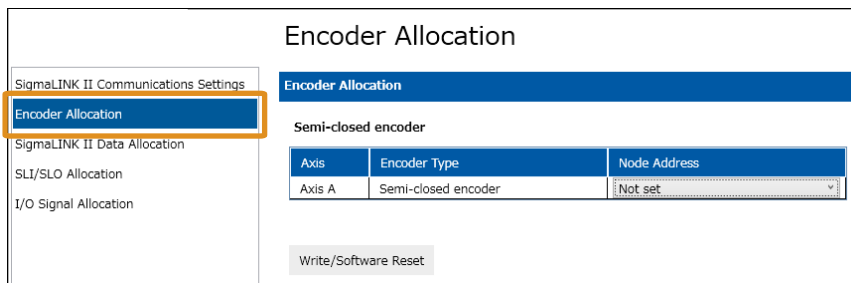 Encoder Allocation
SigmaLINK II Communications Settings
Encoder Allocation
SigmaLINK II Data Allocation
SLI/SLO Allocation
I/O Signal Allocation
Encoder Allocation
Semi-closed encoder
Axis Encoder Type Node Address
Axis A Semi-closed encoder Not set
Write/Software Reset